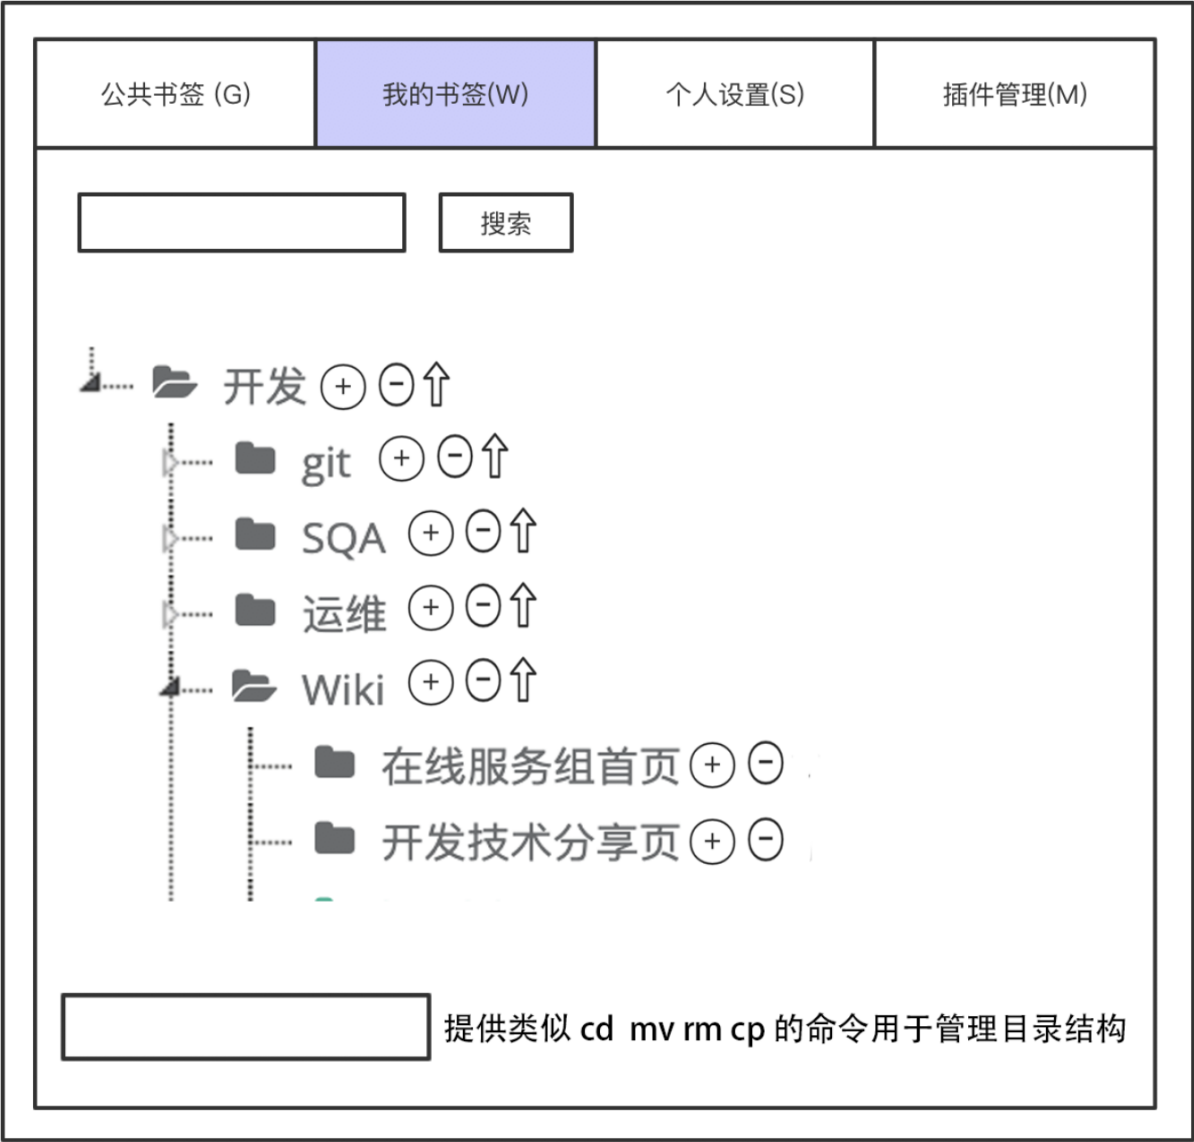 公共书签 (G)
我的书签(W)
个人设置(S)
插件管理(M)
搜索
开发
git
SQA
运维
Wiki
在线服务组首页
开发技术分享页
提供类似 cd mv rm cp 的命令用于管理目录结构